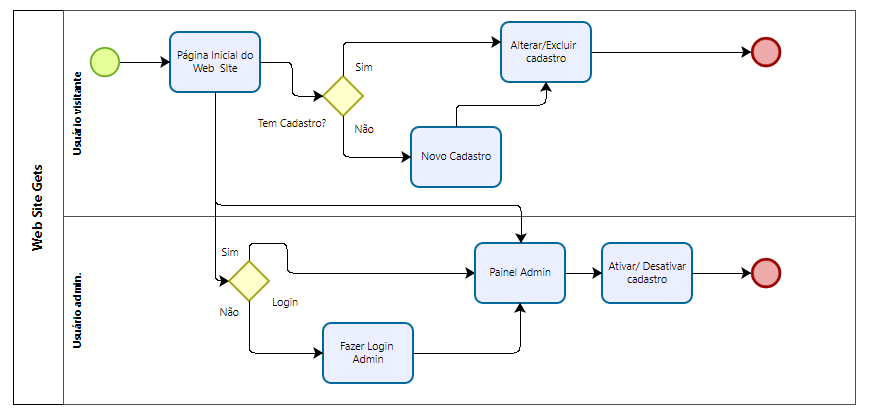 Web Site Gets
Usuário visitante
Página Inicial do
Web SIte
Tem Cadastro?
Sim
Não
Alterar/Excluir
cadastro
Novo Cadastro
Usuário admin.
Sim
Não
Login
Fazer Login
Admin
Painel Admin
Ativar/ Desativar
cadastro